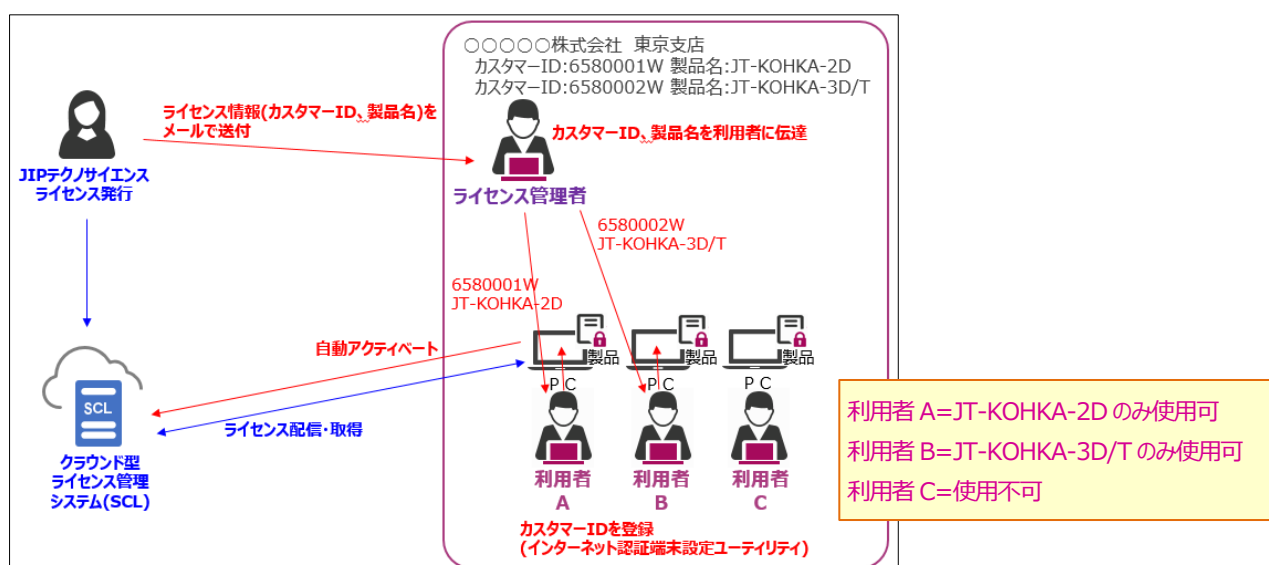 ○○○○○株式会社 東京支店
カスタマーID:6580001W 製品名:JT-KOHKA-2D
カスタマーID:6580002W 製品名:JT-KOHKA-3D/T
ライセンス情報(カスタマーID、製品名)を
メールで送付
カスタマーID、製品名を利用者に伝達
JIPテクノサイエンス
ライセンス発行
ライセンス管理者
6580002W
JT-KOHKA-3D/T
6580001W
JT-KOHKA-2D
自動アクティベート
製品
製品
製品
PC
PC
PC
SCL
ライセンス配信・取得
クラウンド型
ライセンス管理
システム(SCL)
利用者
A
利用者
B
利用者
C
カスタマーIDを登録
(インターネット認証端末設定ユーティリティ)
利用者 A=JT-KOHKA-2D のみ使用可
利用者 B=JT-KOHKA-3D/T のみ使用可
利用者 C=使用不可